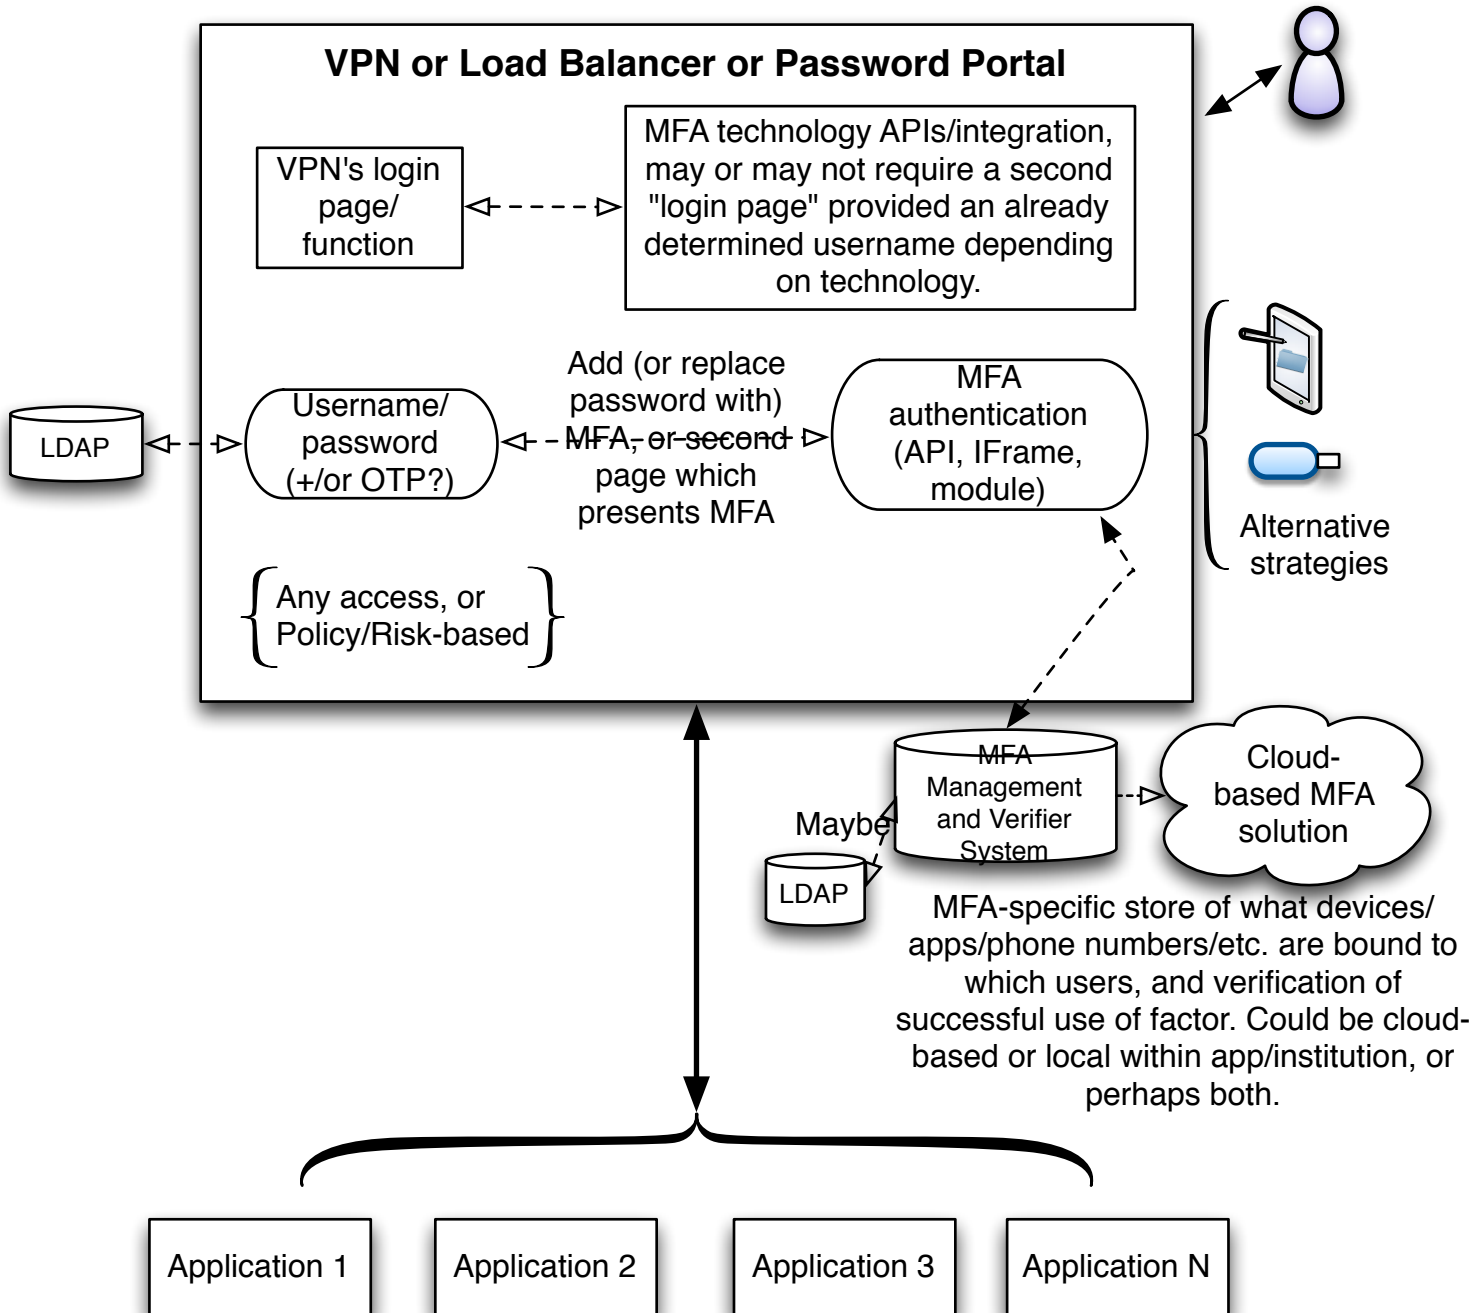 VPN or Load Balancer or Password Portal
VPN's login
page/
function
MFA technology APIs/integration,
may or may not require a second
"login page" provided an already
determined username depending
on technology.
LDAP
Username/
password
(+/or OTP?)
Add (or replace
password with)
MFA, or second
page which
presents MFA
MFA
authentication
(API, IFrame,
module)
Alternative
strategies
Any access, or
Policy/Risk-based
MFA
Management
and Verifier
System
Cloud-
based MFA
solution
Maybe
LDAP
MFA-specific store of what devices/
apps/phone numbers/etc. are bound to
which users, and verification of
successful use of factor. Could be cloud-
based or local within app/institution, or
perhaps both.
Application 1
Application 2
Application 3
Application N